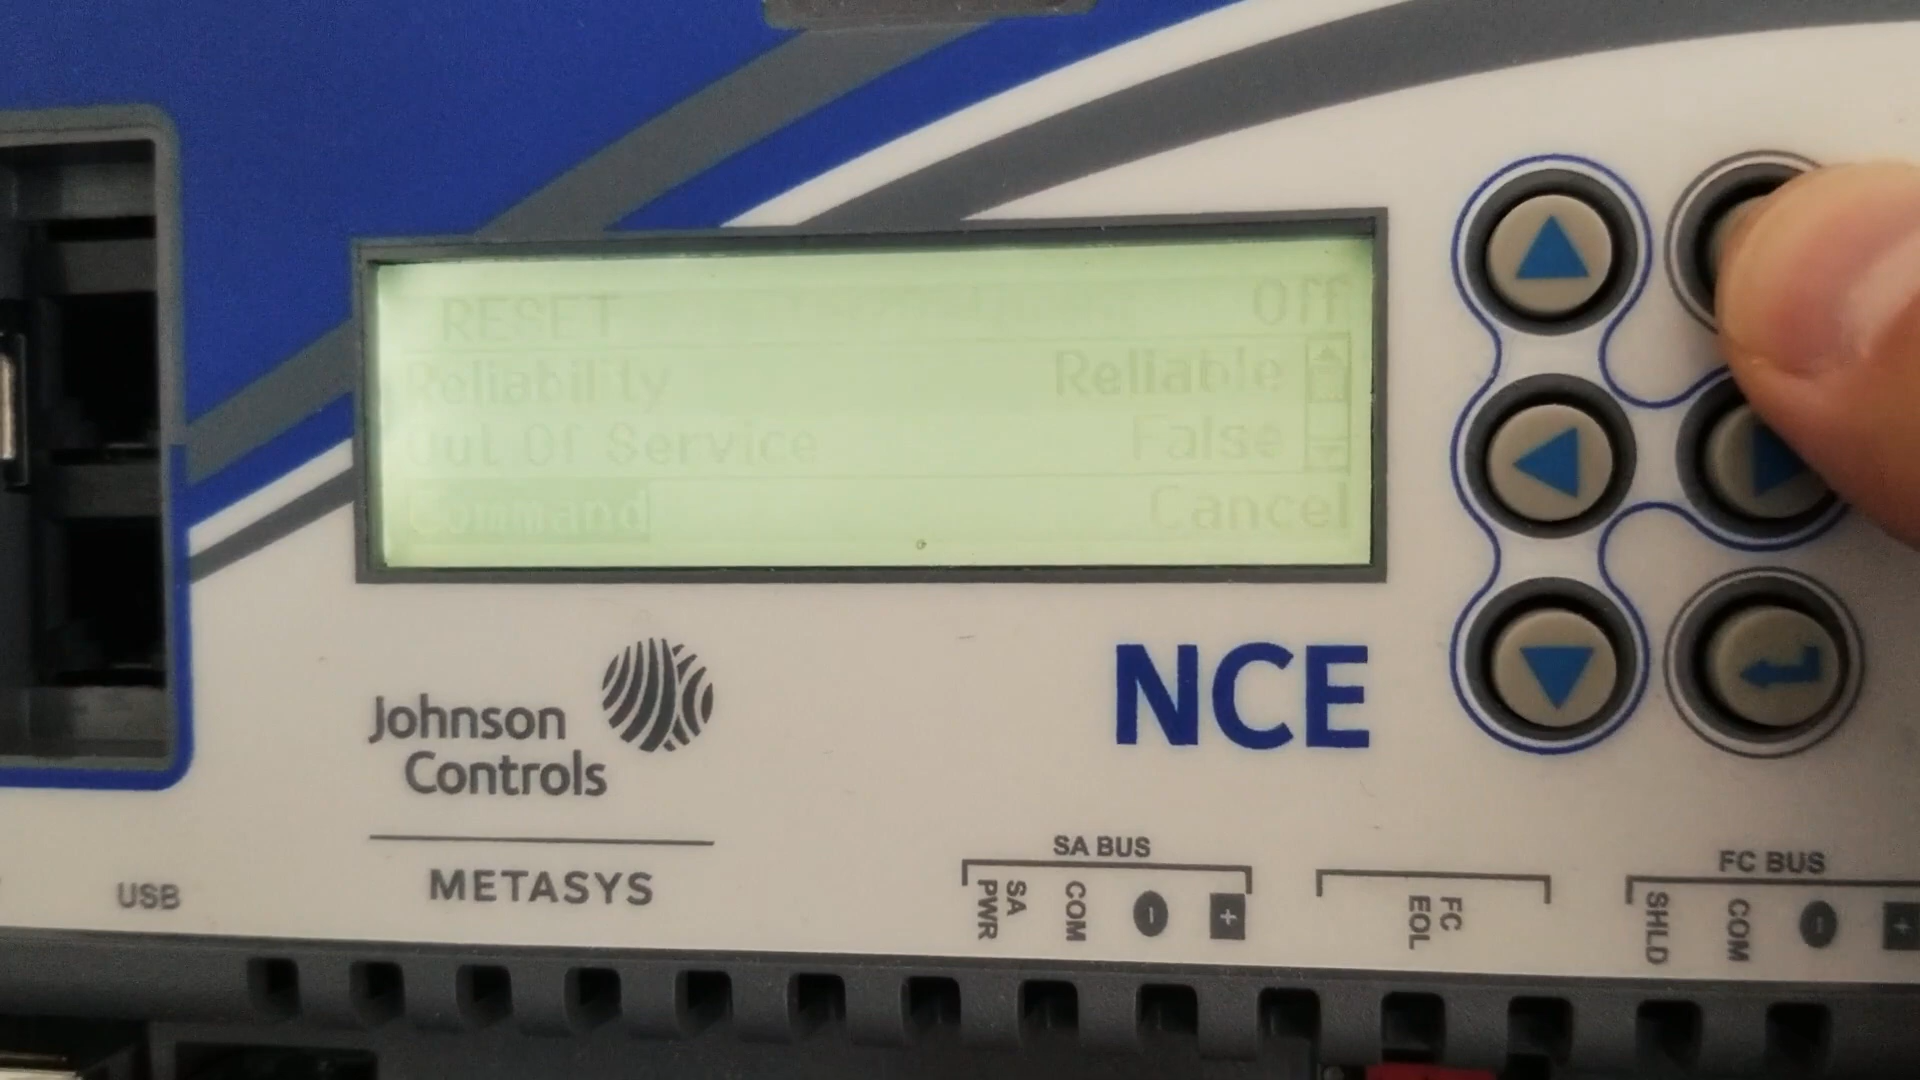 RESET Off
Reliability Reliable
Out Of Service False
Command Cancel
Johnson
Controls
NCE
METASYS
USB
SA BUS
SA
PWR
COM
-
+
FC
EOL
FC BUS
SHLD
COM
-
+